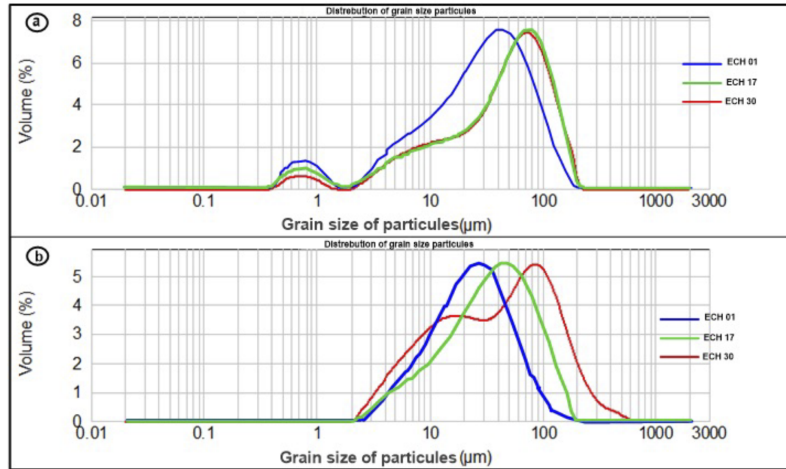 a
Distrebution of grain size particules
Volume (%)
8
6
4
2
0
0.01 0.1 1 10 100 1000 3000
Grain size of particules(µm)
ECH 01
ECH 17
ECH 30
b
Distrebution of grain size particules
Volume (%)
5
4
3
2
1
0
0.01 0.1 1 10 100 1000 3000
Grain size of particules (µm)
ECH 01
ECH 17
ECH 30